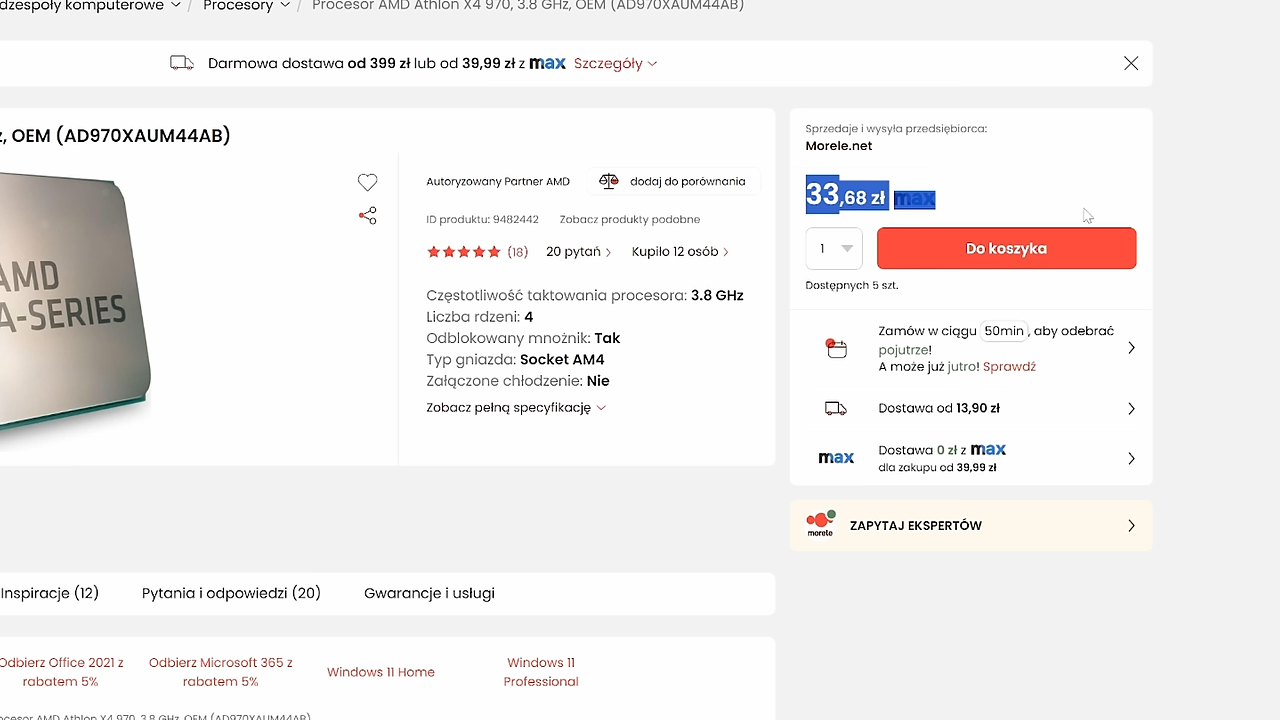 dzespoły komputerowe / Procesory / Procesor AMD Athlon X4 970, 3.8 GHz, OEM (AD970XAUM44AB)
Darmowa dostawa od 399 zł lub od 39,99 zł z max Szczegóły
z, OEM (AD970XAUM44AB)
AMD
A-SERIES
Autoryzowany Partner AMD dodaj do porównania
ID produktu: 9482442 Zobacz produkty podobne
(18) 20 pytań Kupiło 12 osób
Częstotliwość taktowania procesora: 3.8 GHz
Liczba rdzeni: 4
Odblokowany mnożnik: Tak
Typ gniazda: Socket AM4
Załączone chłodzenie: Nie
Zobacz pełną specyfikację
Sprzedaje i wysyła przedsiębiorca:
Morele.net
33,68 zł max
1 Do koszyka
Dostępnych 5 szt.
Zamów w ciągu 50min, aby odebrać
pojutrze!
A może już jutro! Sprawdź
Dostawa od 13,90 zł
max Dostawa 0 zł z max
dla zakupu od 39,99 zł
morele ZAPYTAJ EKSPERTÓW
Inspiracje (12) Pytania i odpowiedzi (20) Gwarancje i usługi
Odbierz Office 2021 z
rabatem 5%
Odbierz Microsoft 365 z
rabatem 5%
Windows 11 Home
Windows 11
Professional
ocesor AMD Athlon X4 970, 3.8 GHz, OEM (AD970XAUM44AB)